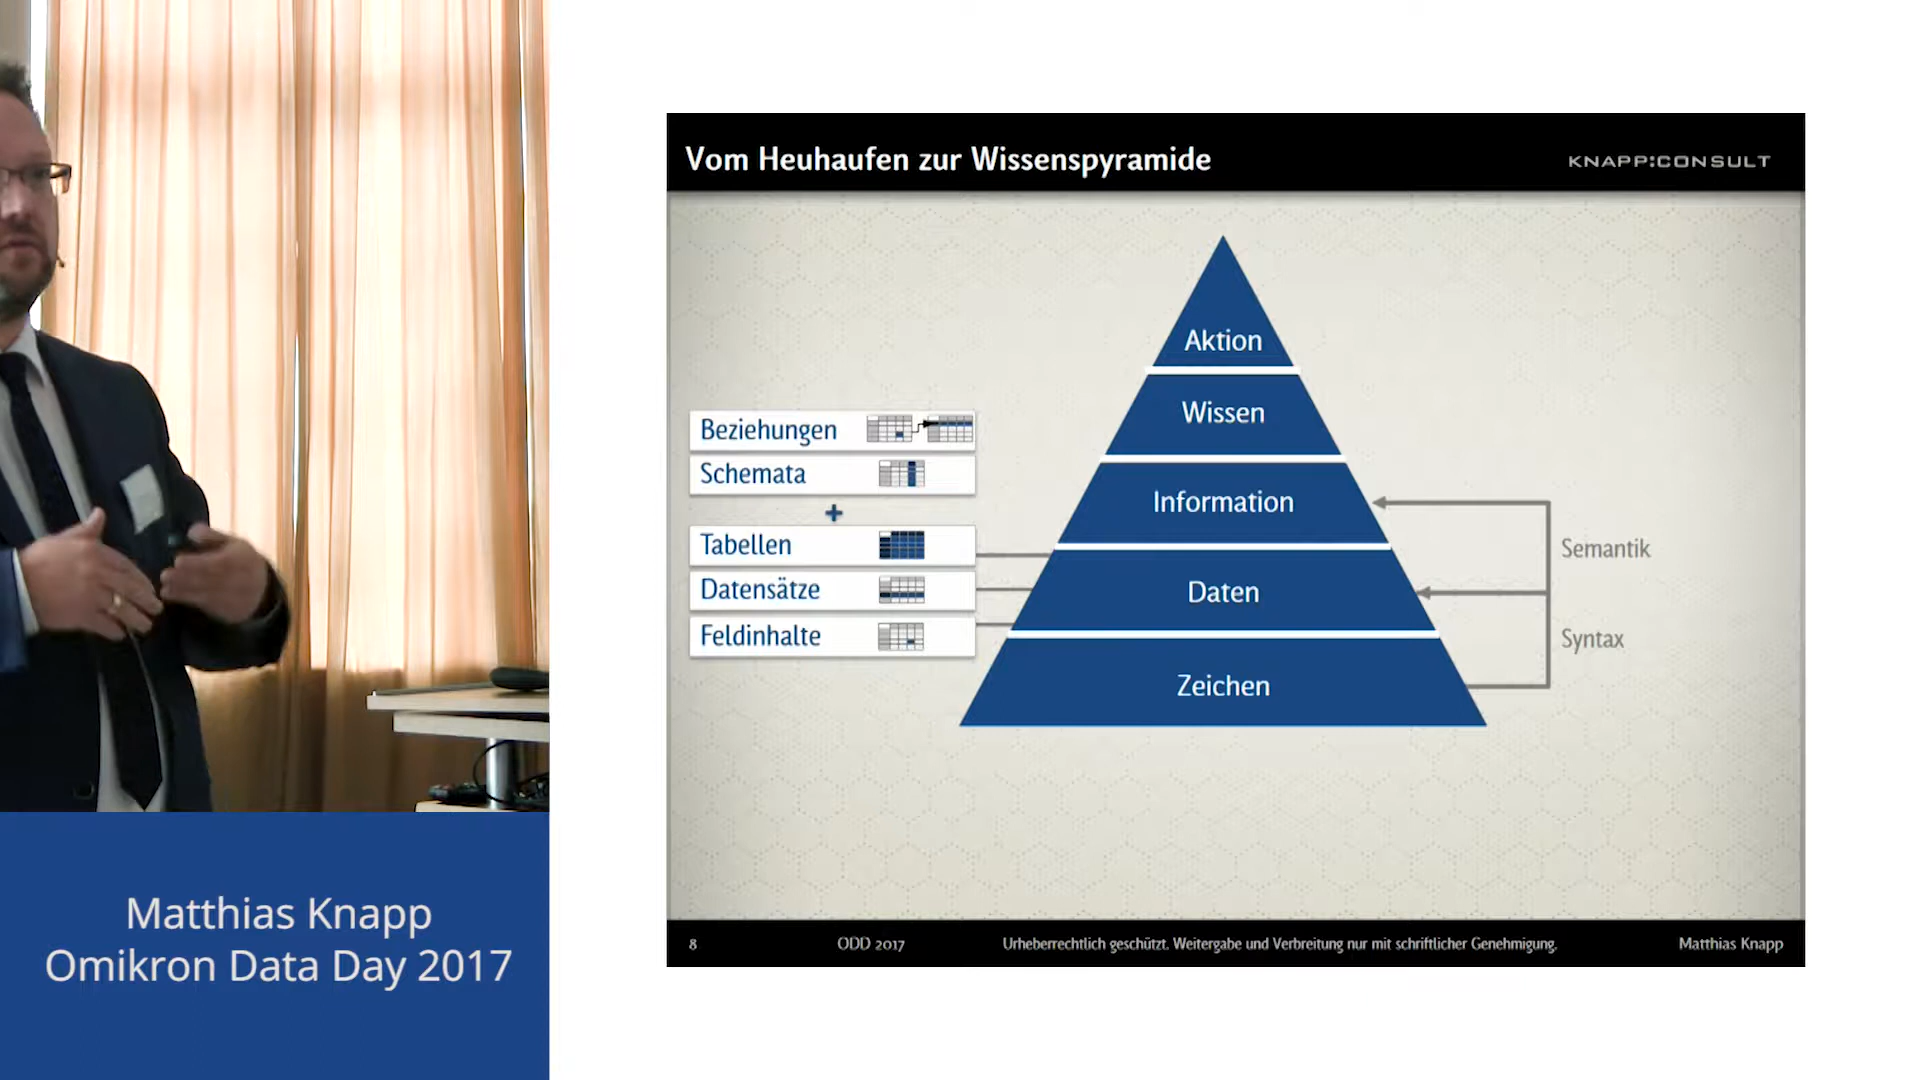 Vom Heuhaufen zur Wissenspyramide
KNAPP:CONSULT
Aktion
Wissen
Information
Daten
Zeichen
Beziehungen
Schemata
+
Tabellen
Datensätze
Feldinhalte
Semantik
Syntax
8
ODD 2017
Urheberrechtlich geschützt. Weitergabe und Verbreitung nur mit schriftlicher Genehmigung.
Matthias Knapp
Matthias Knapp
Omikron Data Day 2017